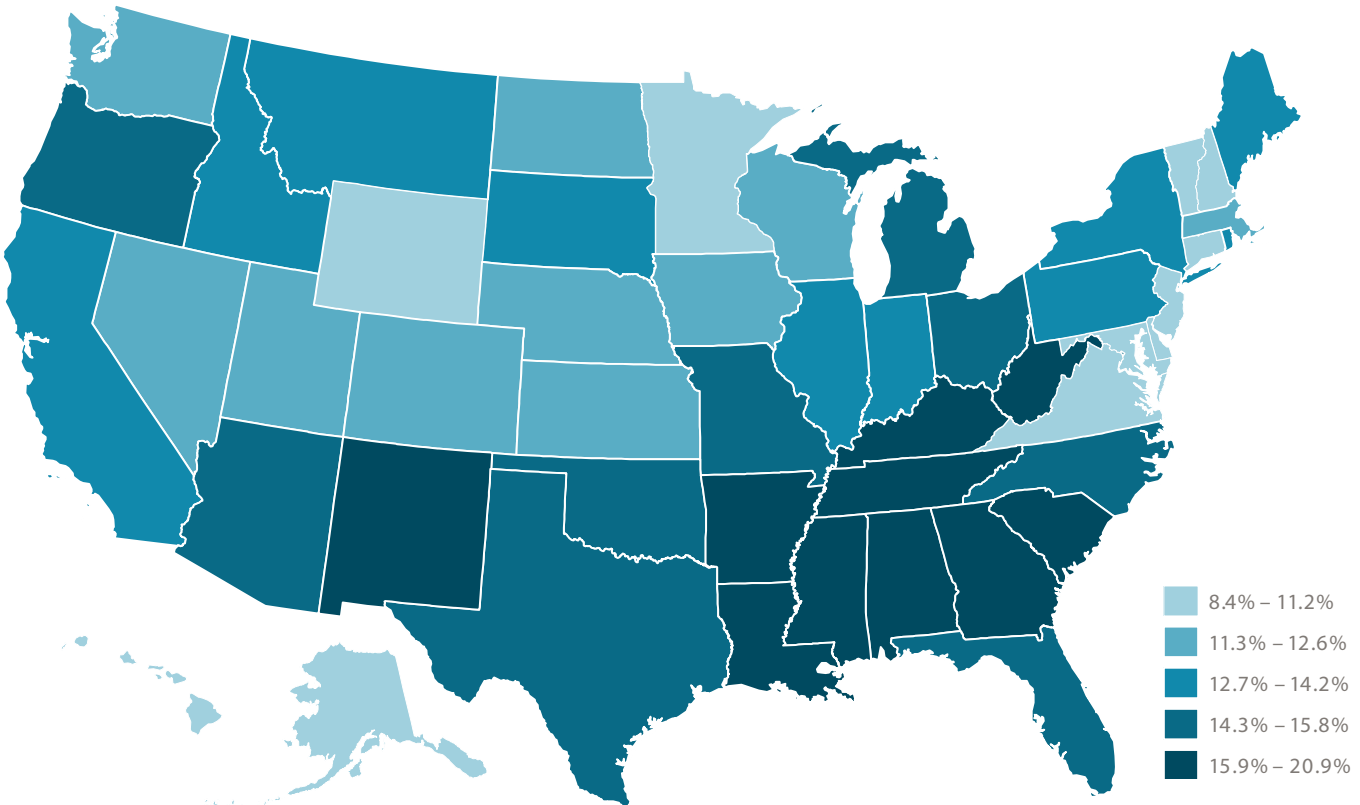 8.4% – 11.2%
11.3% – 12.6%
12.7% – 14.2%
14.3% – 15.8%
15.9% – 20.9%